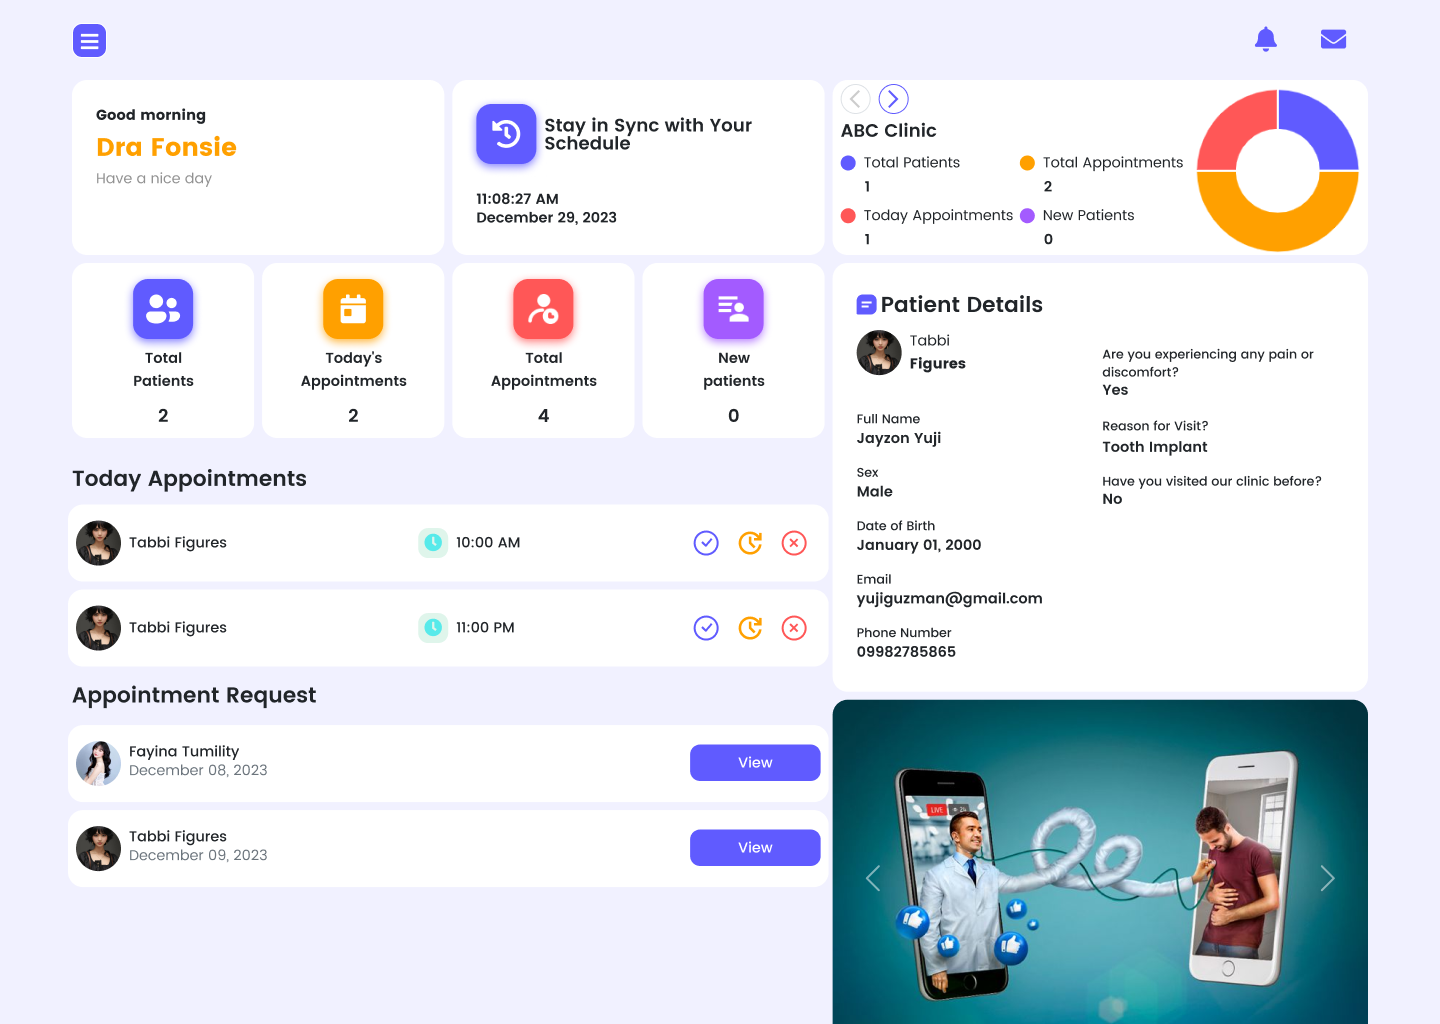 Good morning
Dra Fonsie
Have a nice day
Stay in Sync with Your
Schedule
11:08:27 AM
December 29, 2023
ABC Clinic
Total Patients
1
Total Appointments
2
Today Appointments
1
New Patients
0
Total
Patients
2
Today's
Appointments
2
Total
Appointments
4
New
patients
0
Today Appointments
Tabbi Figures
10:00 AM
Tabbi Figures
11:00 PM
Appointment Request
Fayina Tumility
December 08, 2023
View
Tabbi Figures
December 09, 2023
View
Patient Details
Tabbi
Figures
Full Name
Jayzon Yuji
Sex
Male
Date of Birth
January 01, 2000
Email
yujiguzman@gmail.com
Phone Number
09982785865
Are you experiencing any pain or
discomfort?
Yes
Reason for Visit?
Tooth Implant
Have you visited our clinic before?
No
LIVE